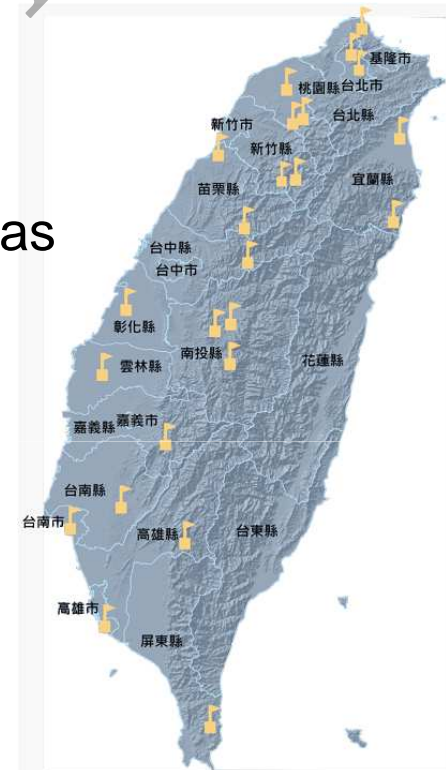 基隆市
桃園縣台北市
台北縣
新竹市
新竹縣
宜蘭縣
苗栗縣
as
台中縣
台中市
彰化縣
南投縣
花蓮縣
雲林縣
嘉義縣嘉義市
台南縣
台南市
高雄縣
台東縣
高雄市
屏東縣